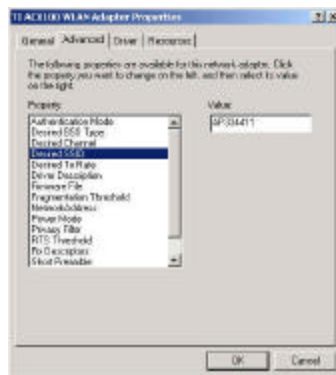 TI ACX100 WLAN Adapter Properties
General Advanced Driver Resources
The following properties are available for this network adapter. Click
the property you want to change on the left, and then select its value
on the right.
Property:
Value:
Authentication Mode
Desired BSS Type
Desired Channel
Desired SSID
Desired Tx Rate
Driver Description
Firmware File
Fragmentation Threshold
NetworkAddress
Power Mode
Privacy Filter
RTS Threshold
Rx Descriptors
Short Preamble
OK Cancel